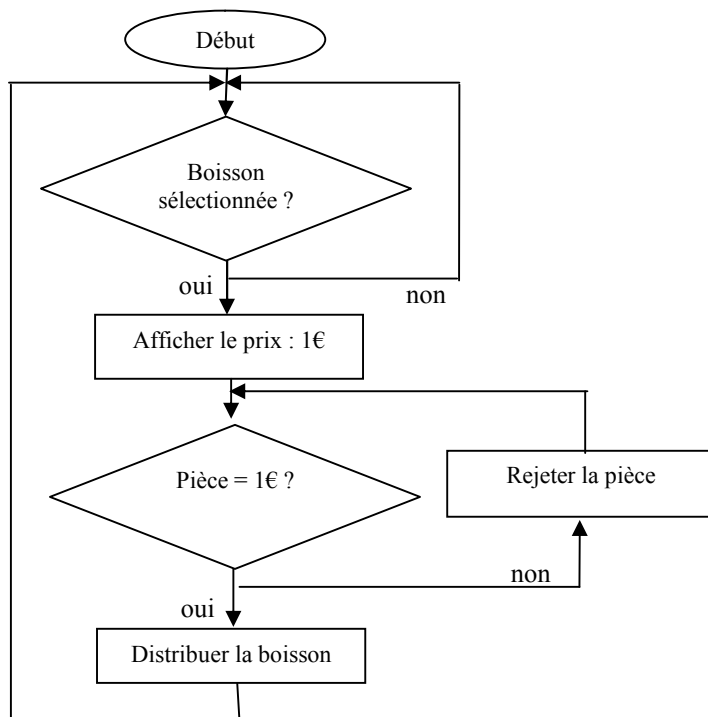 Début
Boisson
sélectionnée ?
oui
non
Afficher le prix : 1€
Pièce = 1€ ?
Rejeter la pièce
non
oui
Distribuer la boisson